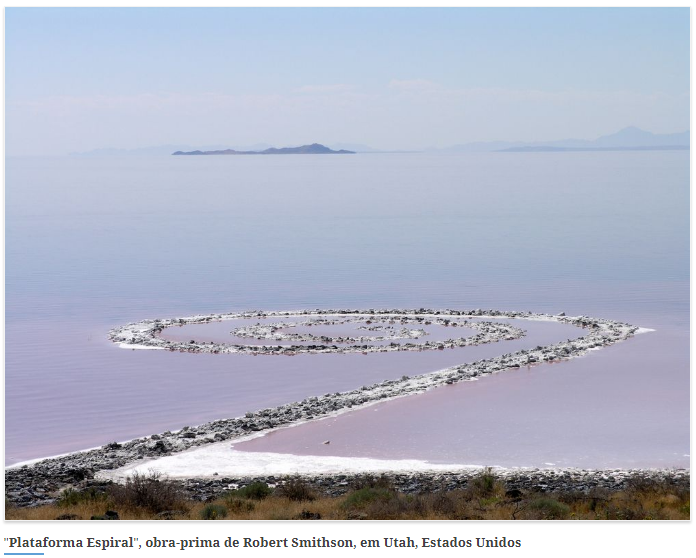 "Plataforma Espiral", obra-prima de Robert Smithson, em Utah, Estados Unidos